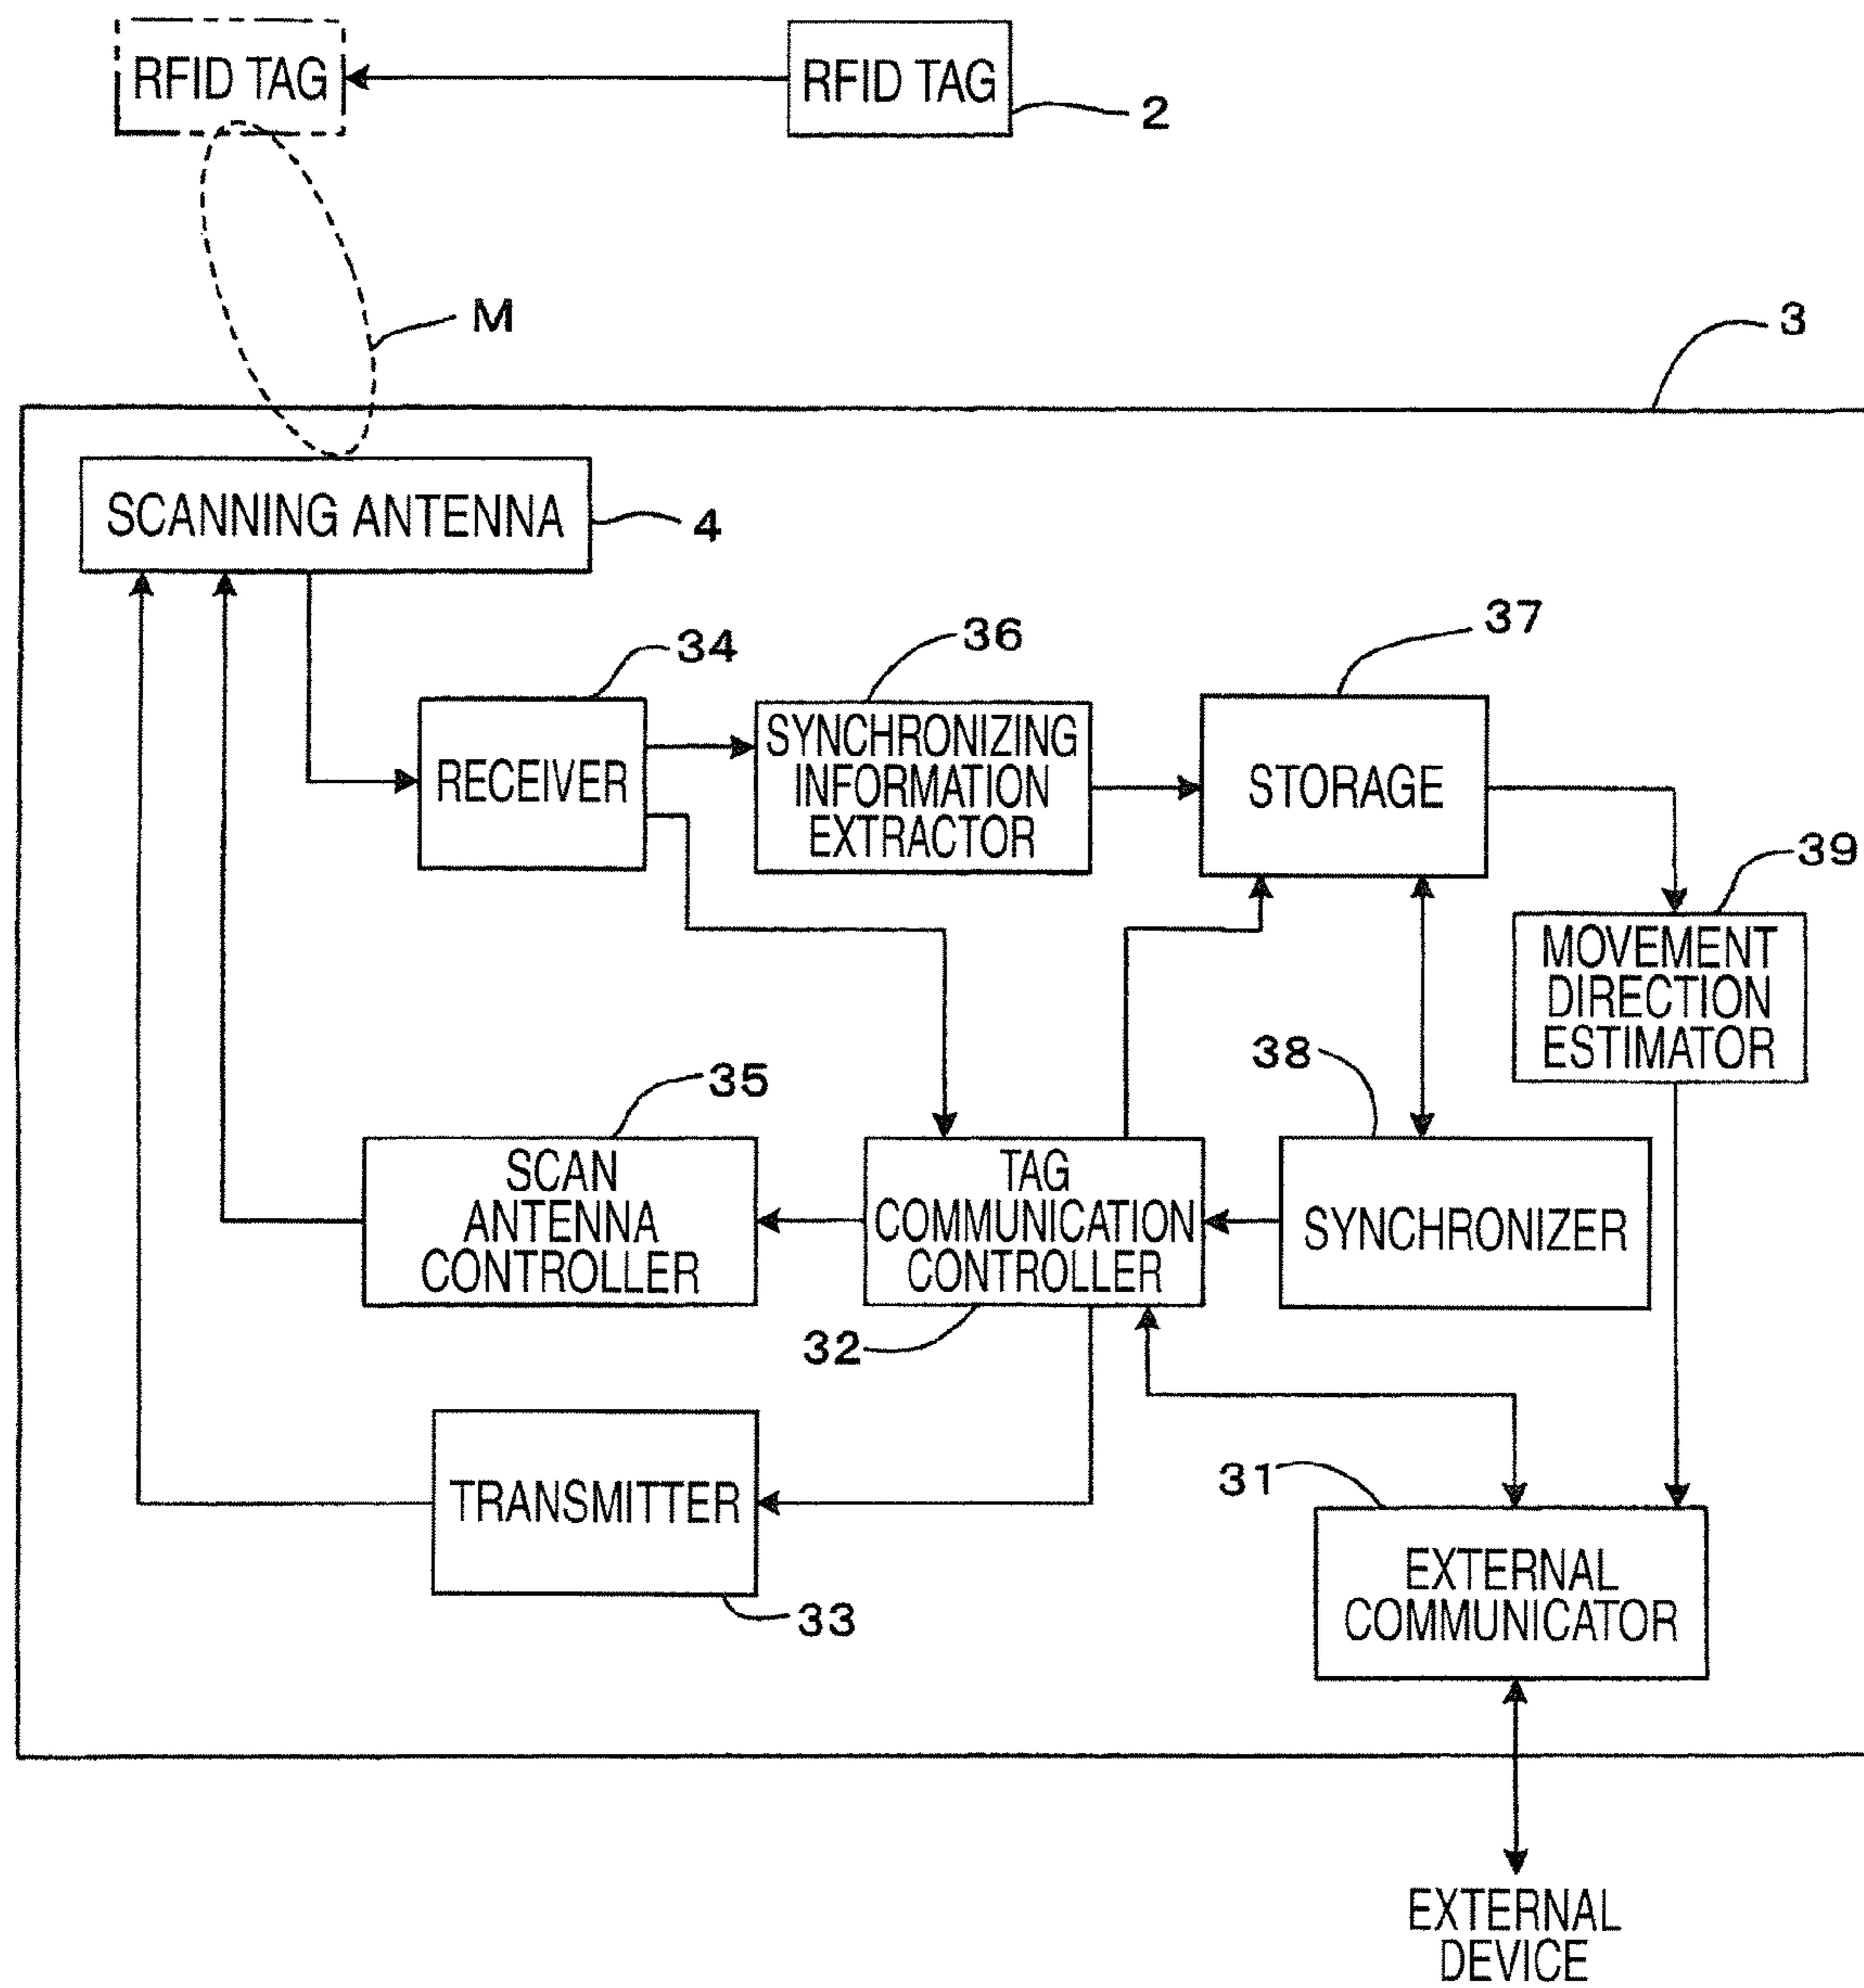 RFID TAG
RFID TAG
2
M
3
SCANNING ANTENNA
4
34
36
37
RECEIVER
SYNCHRONIZING
INFORMATION
EXTRACTOR
STORAGE
39
MOVEMENT
DIRECTION
ESTIMATOR
35
38
SCAN
ANTENNA
CONTROLLER
TAG
COMMUNICATION
CONTROLLER
SYNCHRONIZER
32
TRANSMITTER
33
31
EXTERNAL
COMMUNICATOR
EXTERNAL
DEVICE